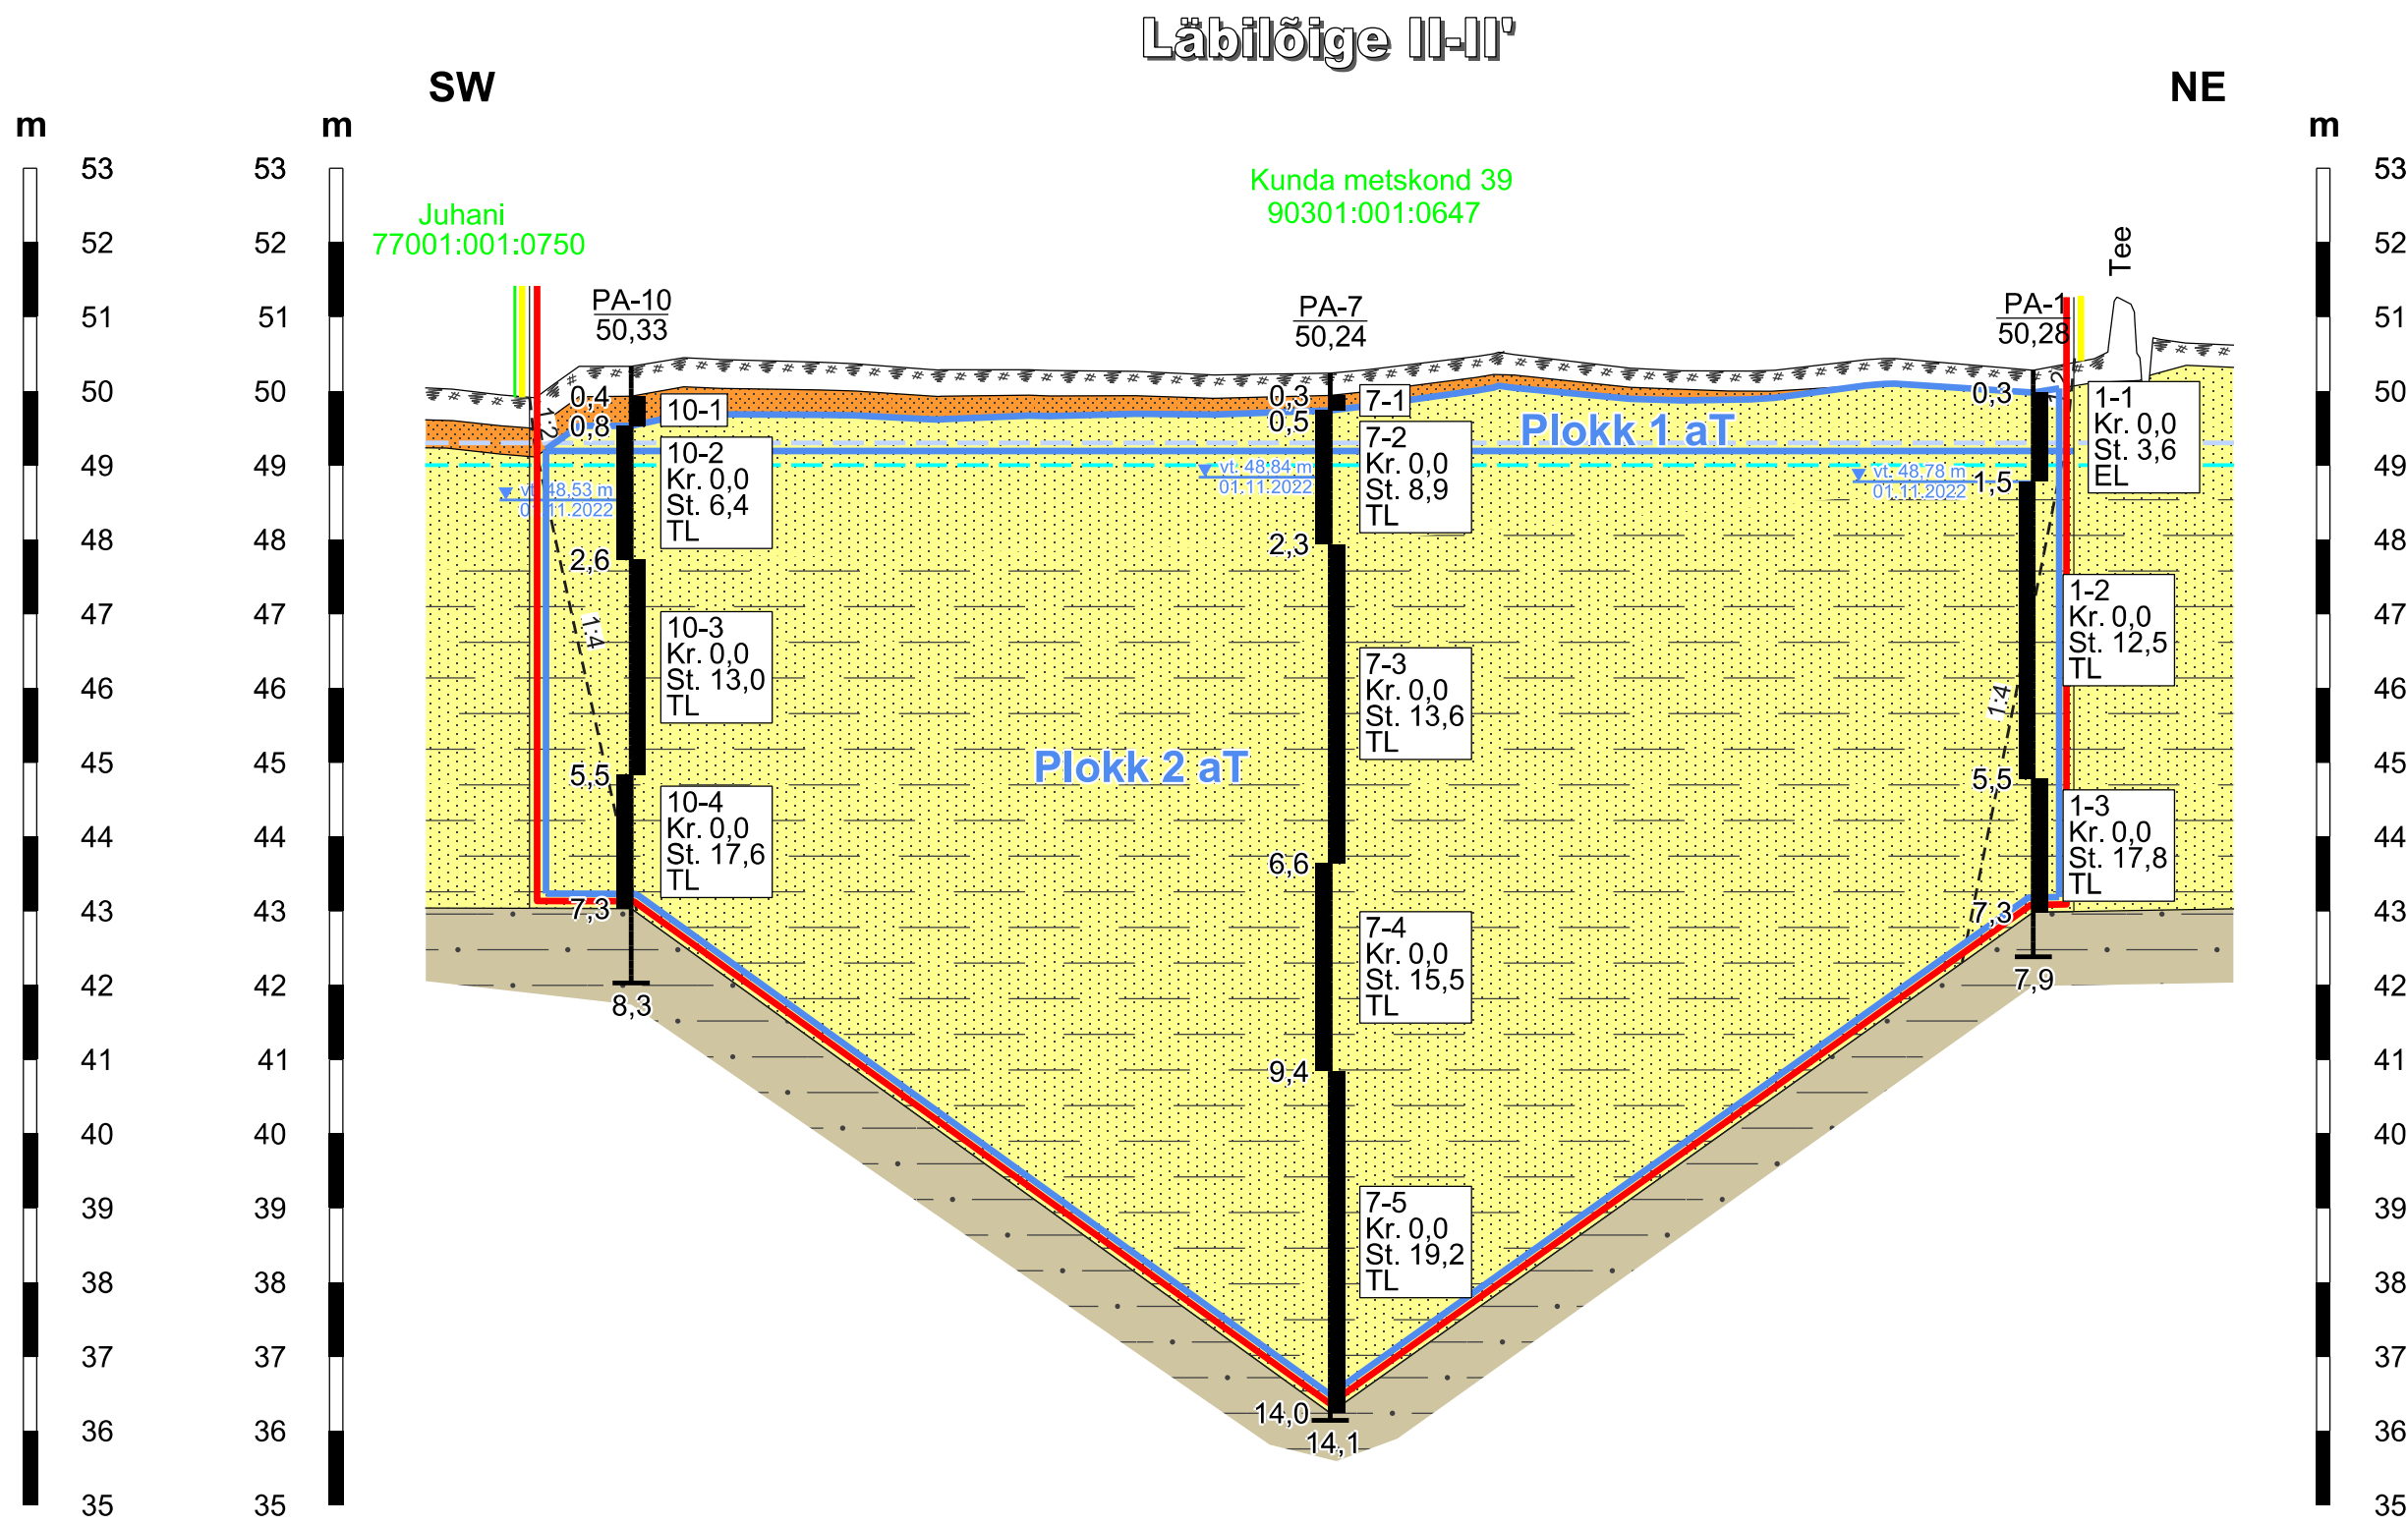 Läbilõige II-II'
SW
NE
m
m
m
53
52
51
50
49
48
47
46
45
44
43
42
41
40
39
38
37
36
35
53
52
51
50
49
48
47
46
45
44
43
42
41
40
39
38
37
36
35
Juhani
77001:001:0750
Kunda metskond 39
90301:001:0647
Tee
PA-10
50,33
0,4
0,8
2,6
5,5
7,3
8,3
10-1
10-2
Kr. 0,0
St. 6,4
TL
10-3
Kr. 0,0
St. 13,0
TL
10-4
Kr. 0,0
St. 17,6
TL
vt. 48,53 m
01.11.2022
1:2
1:4
PA-7
50,24
0,3
0,5
2,3
6,6
9,4
14,0
14,1
7-1
7-2
Kr. 0,0
St. 8,9
TL
7-3
Kr. 0,0
St. 13,6
TL
7-4
Kr. 0,0
St. 15,5
TL
7-5
Kr. 0,0
St. 19,2
TL
vt. 48,84 m
01.11.2022
Plokk 1 aT
Plokk 2 aT
PA-1
50,28
0,3
1,5
5,5
7,3
7,9
1-1
Kr. 0,0
St. 3,6
EL
1-2
Kr. 0,0
St. 12,5
TL
1-3
Kr. 0,0
St. 17,8
TL
vt. 48,78 m
01.11.2022
1:4
53
52
51
50
49
48
47
46
45
44
43
42
41
40
39
38
37
36
35